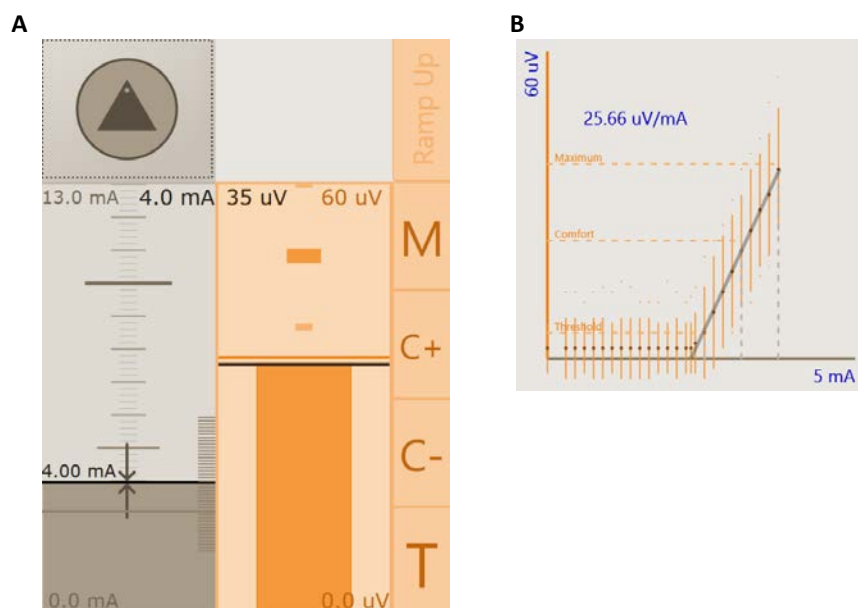 A
Ramp Up
13.0 mA 4.0 mA 35 uV 60 uV
M
C+
4.00 mA
C-
T
0.0 mA 0.0 uV
B
60 uV
25.66 uV/mA
Maximum
Comfort
Threshold
5 mA